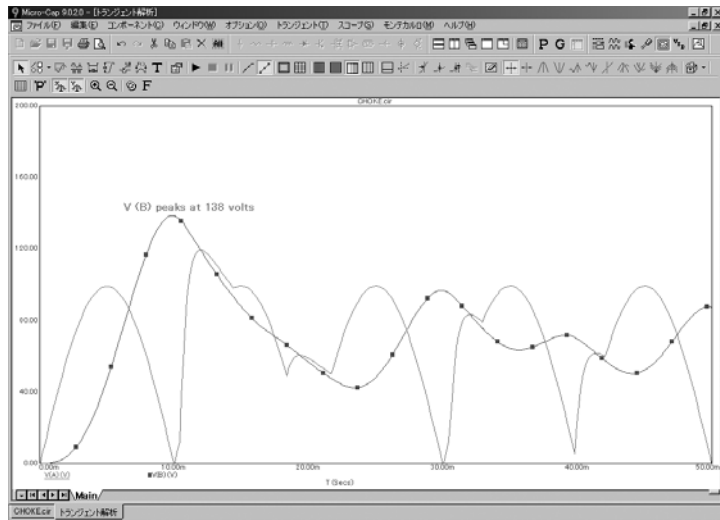 Micro-Cap 9.0.2.0 - [トランジェント解析]
ファイル(F) 編集(E) コンポーネント(C) ウィンドウ(W) オプション(O) トランジェント(T) スコープ(S) モンテカルロ(M) ヘルプ(H)
CHOKE.cir
200.00
160.00
V (B) peaks at 138 volts
120.00
80.00
40.00
0.00
0.00m 10.00m 20.00m 30.00m 40.00m 50.00m
V(A) (V) V(B) (V)
T (Secs)
Main
CHOKE.cir トランジェント解析